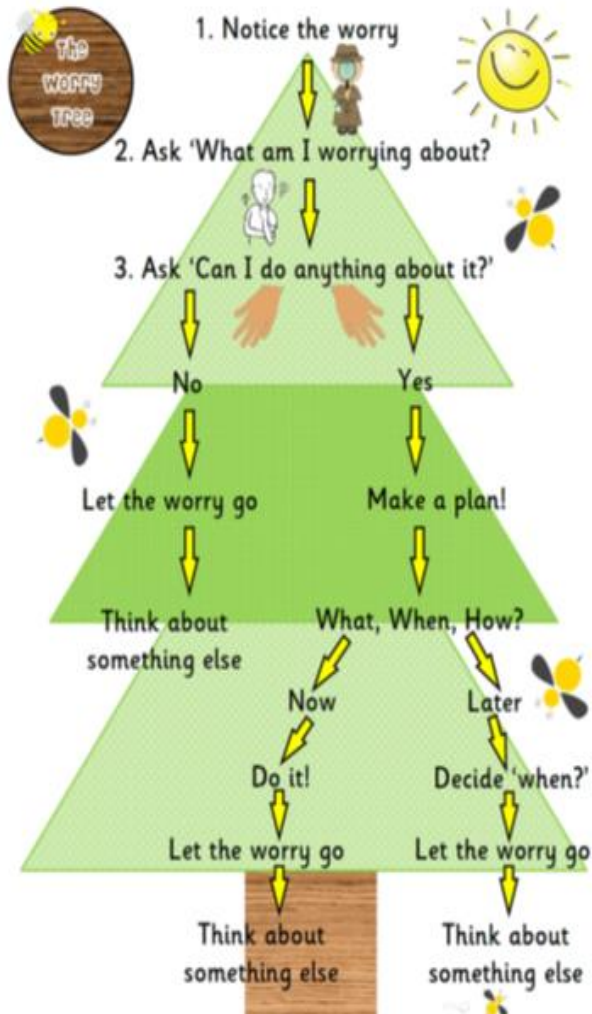 The
Worry
Tree
1. Notice the worry
2. Ask ‘What am I worrying about?
3. Ask ‘Can I do anything about it?’
No
Yes
Let the worry go
Make a plan!
Think about
something else
What, When, How?
Now
Later
Do it!
Decide ‘when?’
Let the worry go
Let the worry go
Think about
something else
Think about
something else